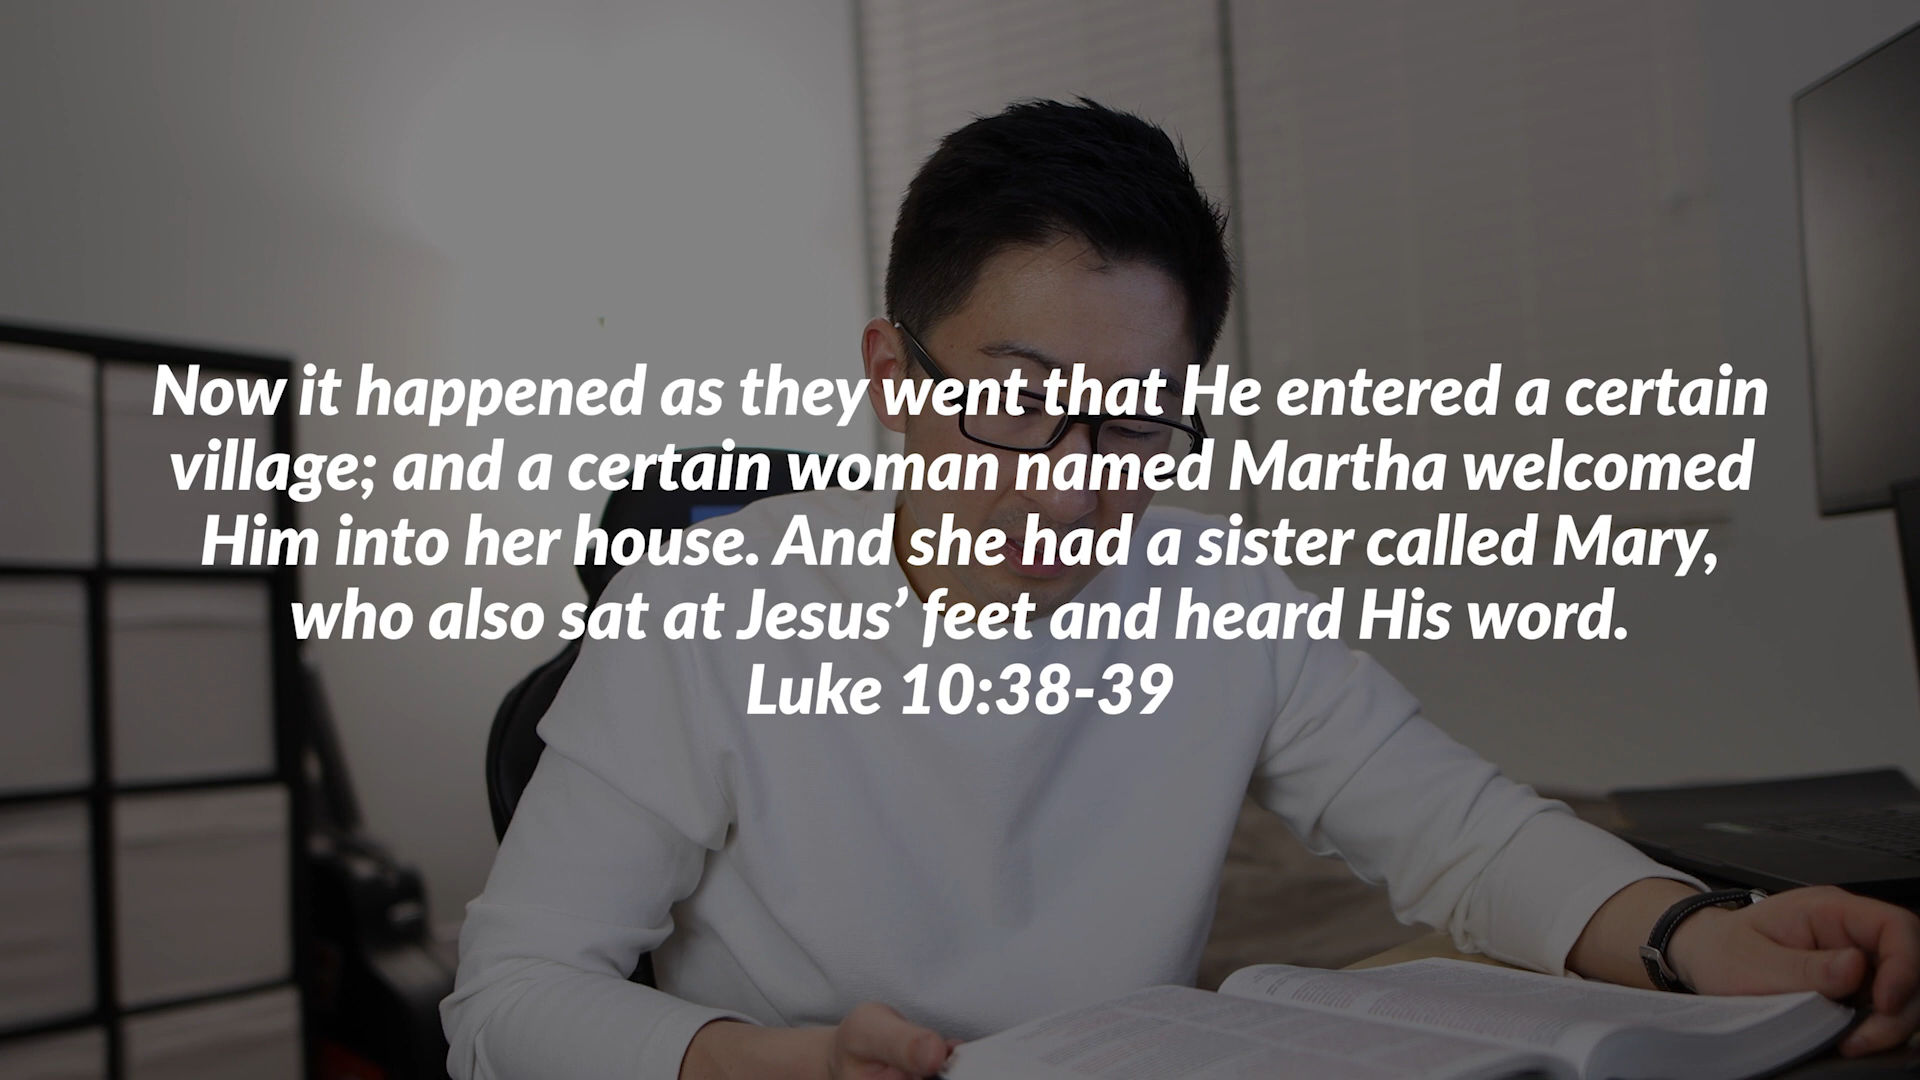 Now it happened as they went that He entered a certain
village; and a certain woman named Martha welcomed
Him into her house. And she had a sister called Mary,
who also sat at Jesus’ feet and heard His word.
Luke 10:38-39